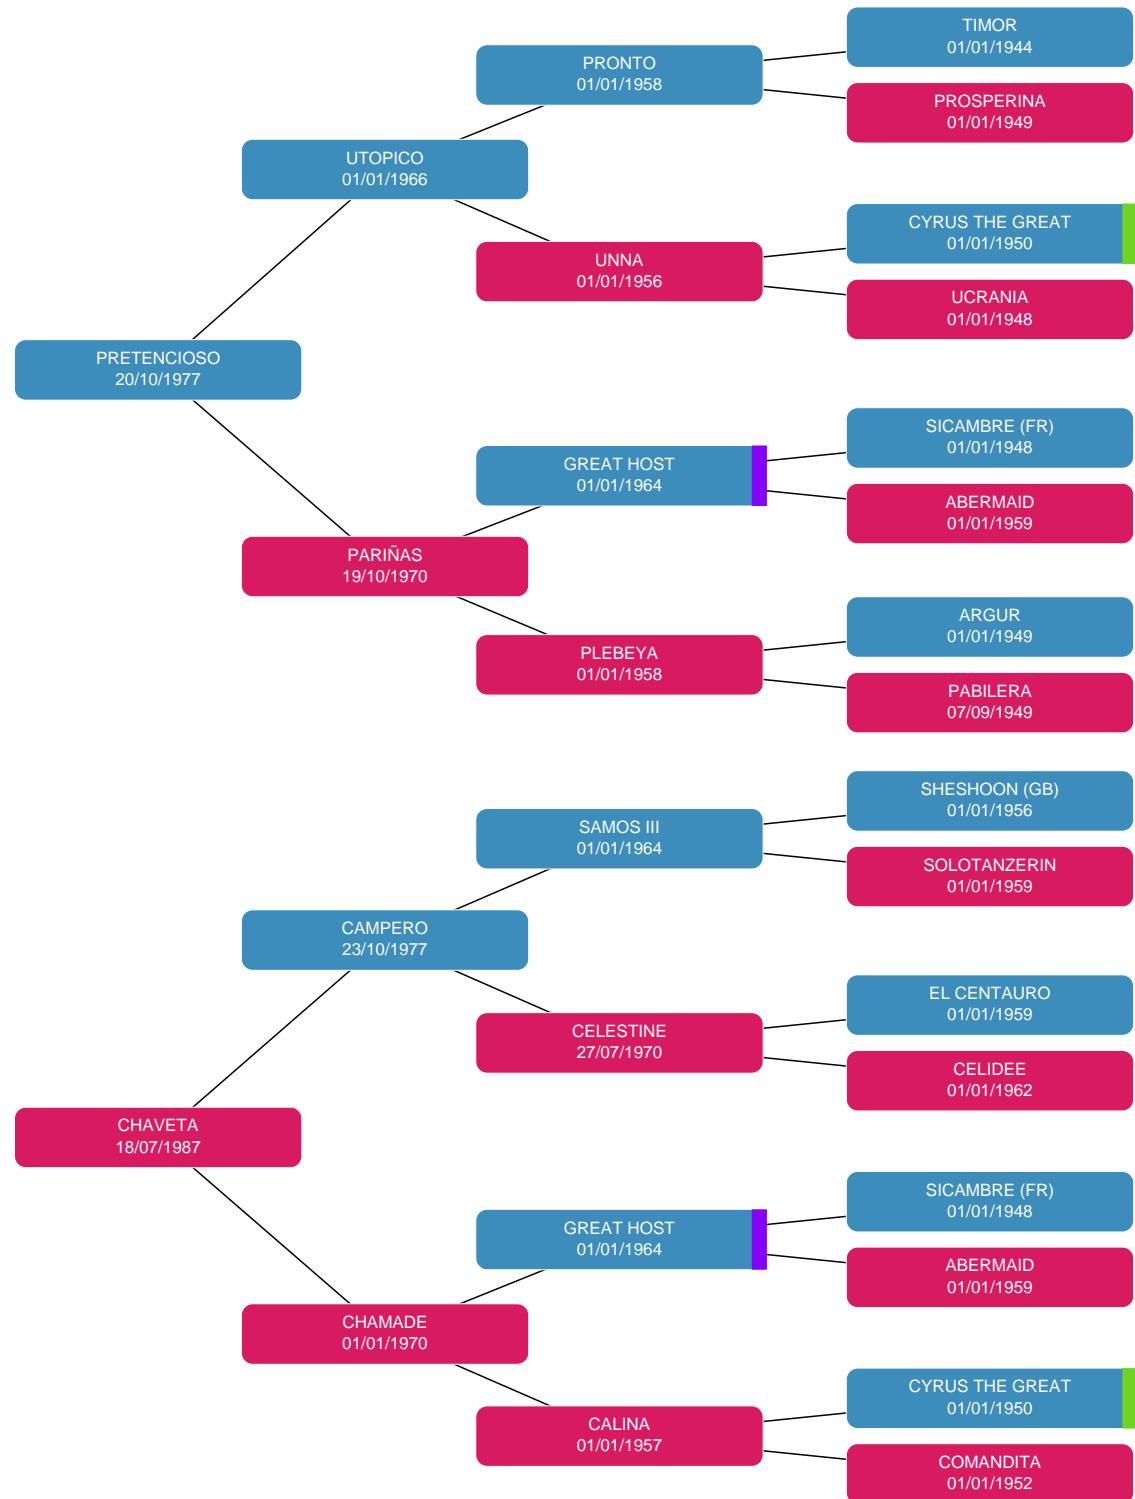 TIMOR
01/01/1944
PRONTO
01/01/1958
PROSPERINA
01/01/1949
UTOPICO
01/01/1966
CYRUS THE GREAT
01/01/1950
UNNA
01/01/1956
UCRANIA
01/01/1948
PRETENCIOSO
20/10/1977
SICAMBRE (FR)
01/01/1948
GREAT HOST
01/01/1964
ABERMAID
01/01/1959
PARIÑAS
19/10/1970
ARGUR
01/01/1949
PLEBEYA
01/01/1958
PABILERA
07/09/1949
SHESHOON (GB)
01/01/1956
SAMOS III
01/01/1964
SOLOTANZERIN
01/01/1959
CAMPERO
23/10/1977
EL CENTAURO
01/01/1959
CELESTINE
27/07/1970
CELIDEE
01/01/1962
CHAVETA
18/07/1987
SICAMBRE (FR)
01/01/1948
GREAT HOST
01/01/1964
ABERMAID
01/01/1959
CHAMADE
01/01/1970
CYRUS THE GREAT
01/01/1950
CALINA
01/01/1957
COMANDITA
01/01/1952